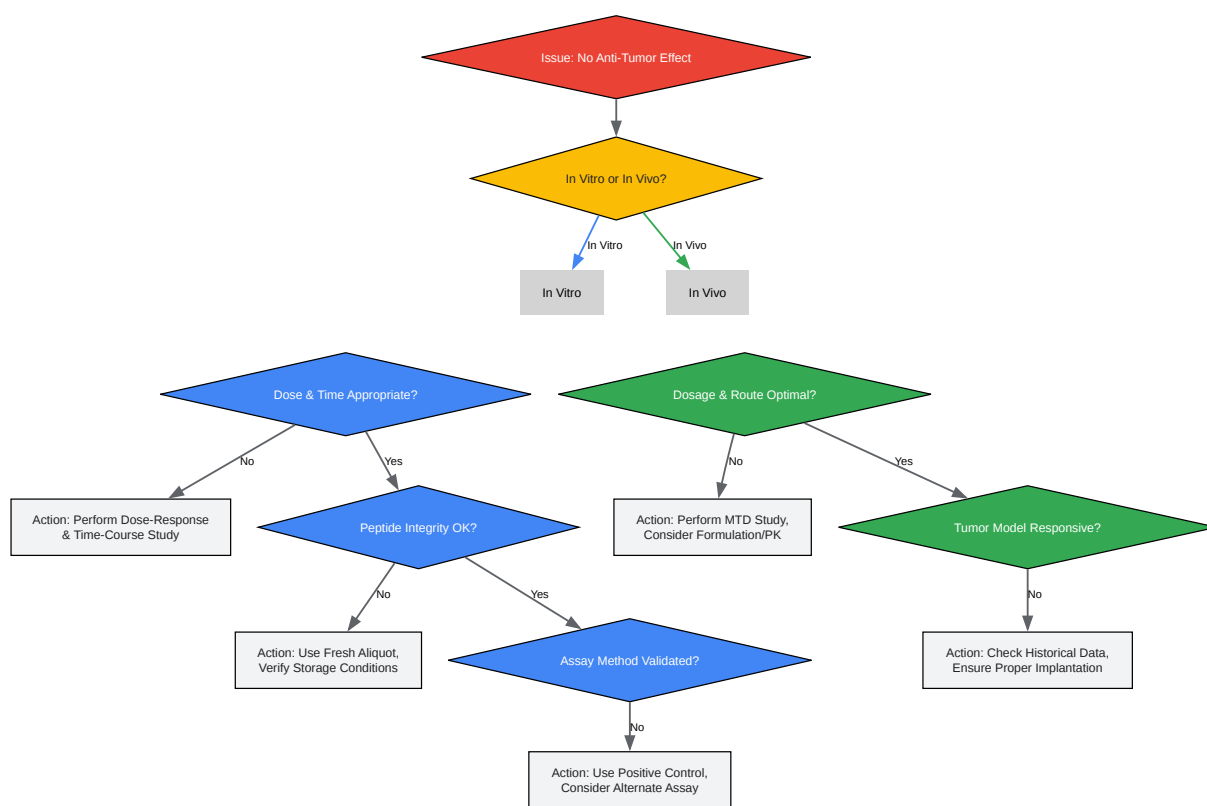 Issue: No Anti-Tumor Effect
In Vitro or In Vivo?
In Vitro
In Vivo
In Vitro
In Vivo
Dose & Time Appropriate?
Dosage & Route Optimal?
No
Yes
No
Yes
Action: Perform Dose-Response
& Time-Course Study
Peptide Integrity OK?
Action: Perform MTD Study,
Consider Formulation/PK
Tumor Model Responsive?
No
Yes
No
Action: Use Fresh Aliquot,
Verify Storage Conditions
Assay Method Validated?
Action: Check Historical Data,
Ensure Proper Implantation
No
Action: Use Positive Control,
Consider Alternate Assay